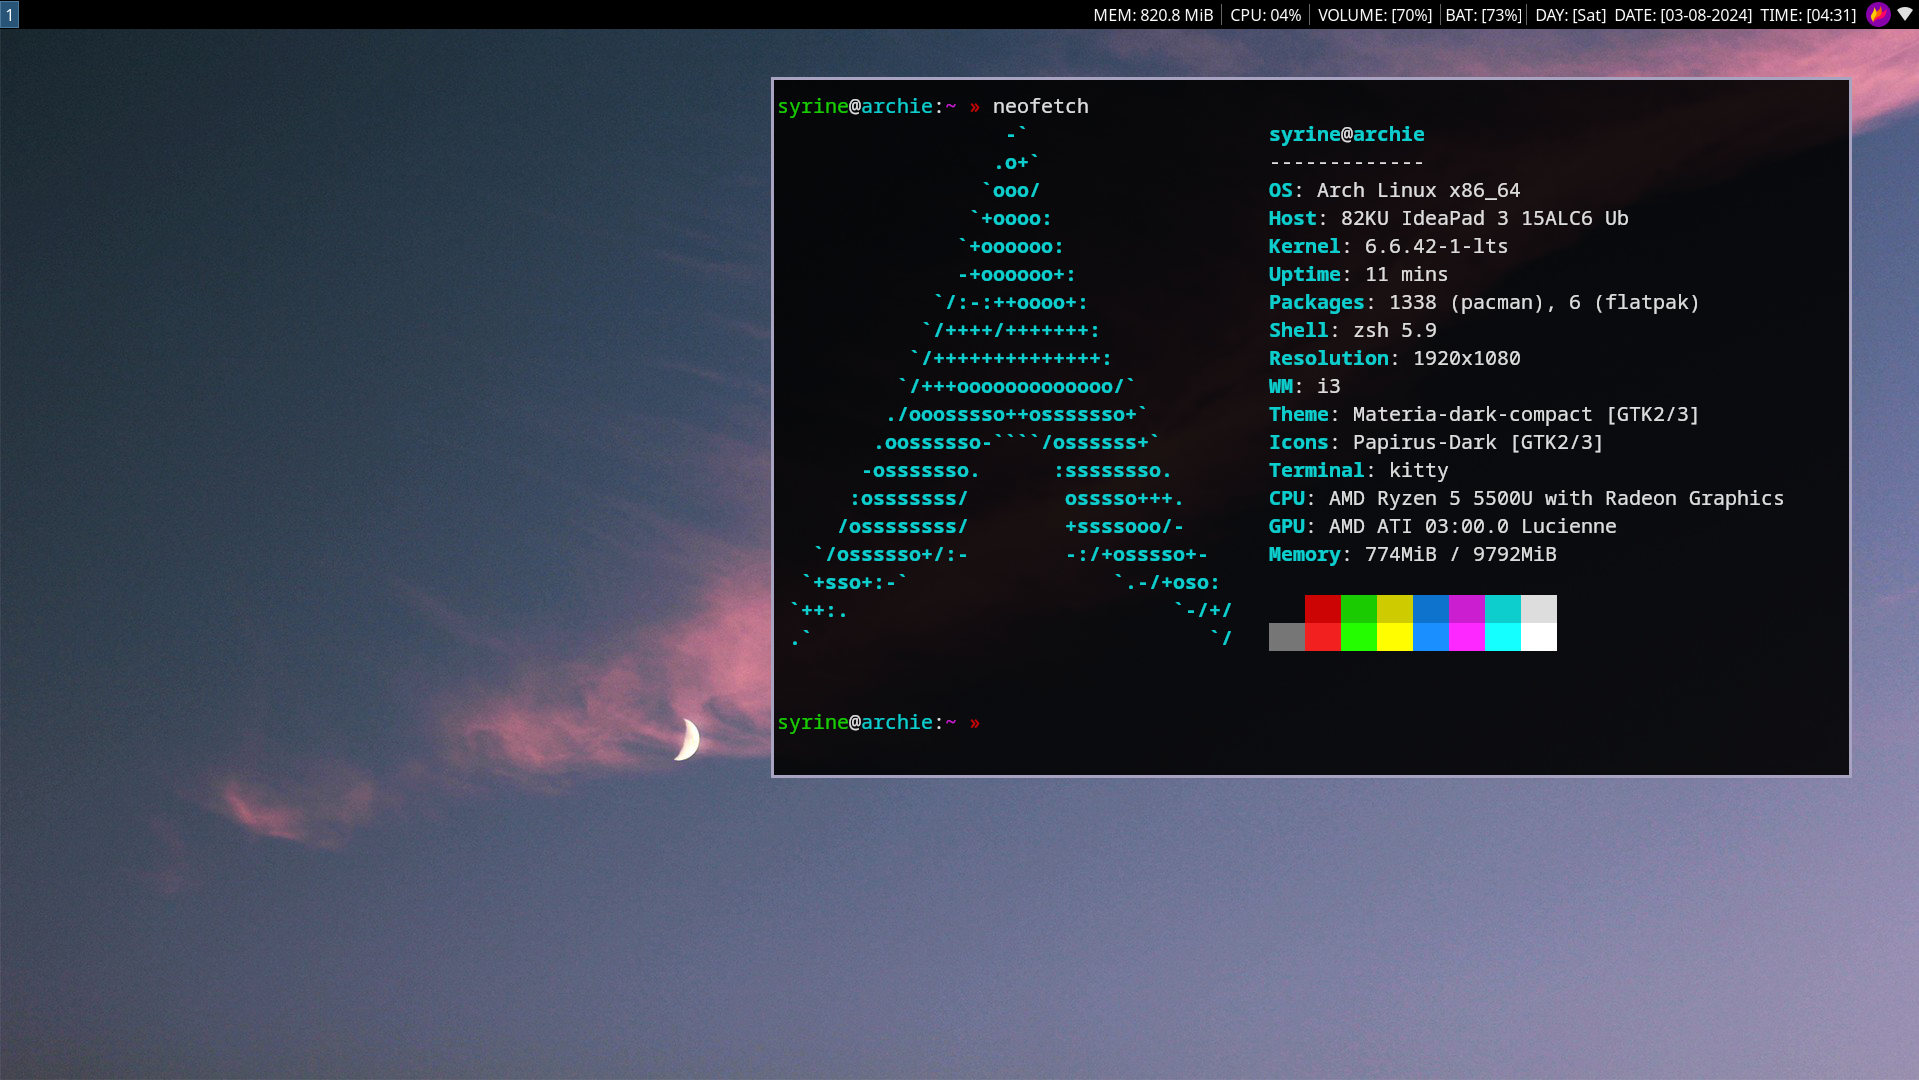 1 MEM: 820.8 MiB CPU: 04% VOLUME: [70%] BAT: [73%] DAY: [Sat] DATE: [03-08-2024] TIME: [04:31]
syrine@archie:~ » neofetch
-`                    syrine@archie
.o+`                   -------------
`ooo/                   OS: Arch Linux x86_64
`+oooo:                  Host: 82KU IdeaPad 3 15ALC6 Ub
`+oooooo:                 Kernel: 6.6.42-1-lts
-+oooooo+:                Uptime: 11 mins
`/:-:++oooo+:               Packages: 1338 (pacman), 6 (flatpak)
`/++++/+++++++:              Shell: zsh 5.9
`/++++++++++++++:             Resolution: 1920x1080
`/+++ooooooooooooo/`           WM: i3
./ooosssso++osssssso+`          Theme: Materia-dark-compact [GTK2/3]
.oossssso-````/ossssss+`         Icons: Papirus-Dark [GTK2/3]
-osssssso.      :ssssssso.        Terminal: kitty
:osssssss/        osssso+++.       CPU: AMD Ryzen 5 5500U with Radeon Graphics
/ossssssss/        +ssssooo/-       GPU: AMD ATI 03:00.0 Lucienne
`/ossssso+/:-        -:/+osssso+-     Memory: 774MiB / 9792MiB
`+sso+:-`                 `.-/+oso:
`++:.                           `-/+/
.`                                 `/
syrine@archie:~ »